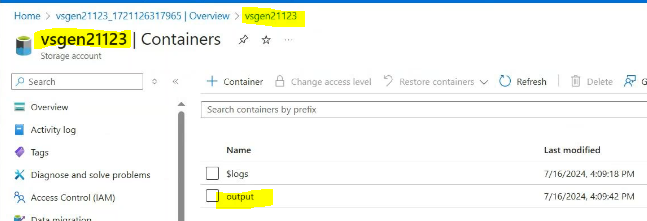 Home > vsgen21123_1721126317965 | Overview > vsgen21123
vsgen21123 | Containers
Storage account
Search
Overview
Activity log
Tags
Diagnose and solve problems
Access Control (IAM)
Data migration
+ Container
Change access level
Restore containers
Refresh
Delete
G
Search containers by prefix
Name
Last modified
$logs
7/16/2024, 4:09:18 PM
output
7/16/2024, 4:09:42 PM